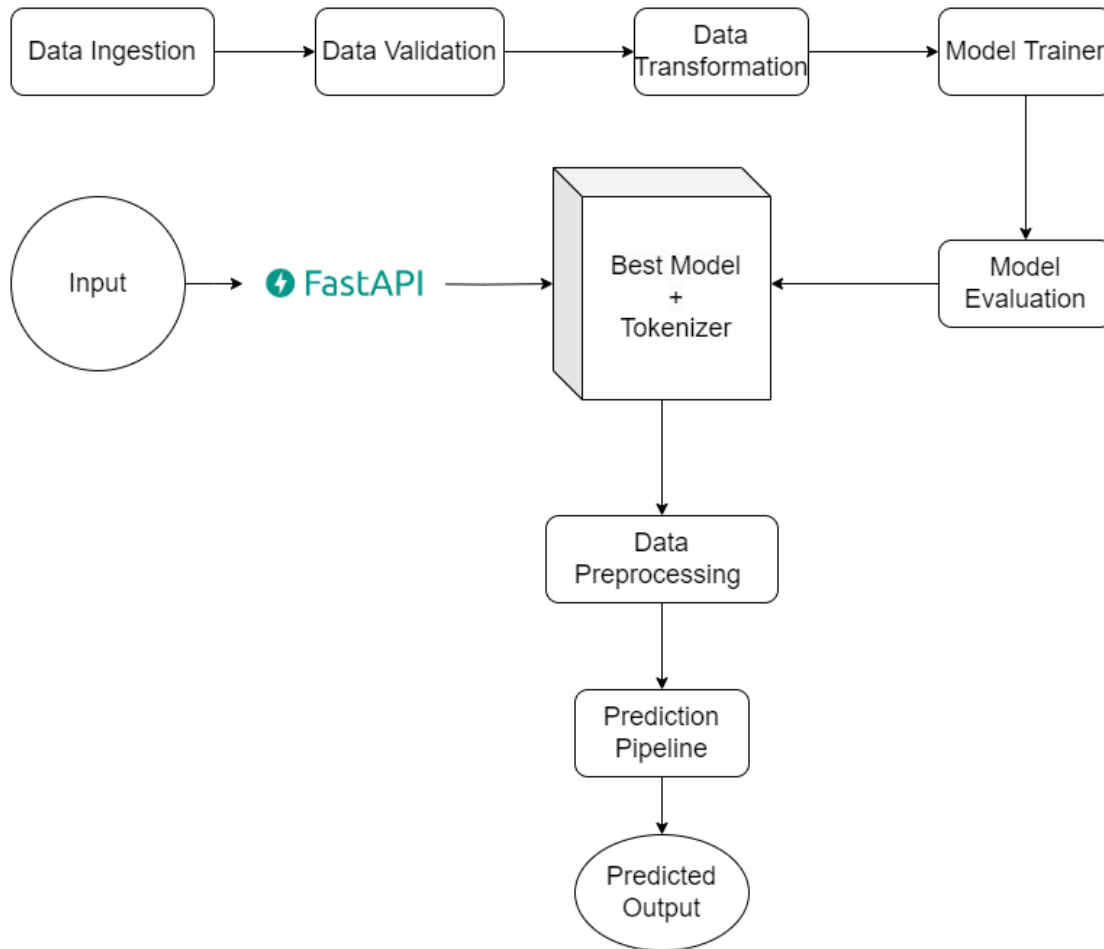 Data Ingestion
Data Validation
Data
Transformation
Model Trainer
Input
FastAPI
Best Model
+
Tokenizer
Model
Evaluation
Data
Preprocessing
Prediction
Pipeline
Predicted
Output